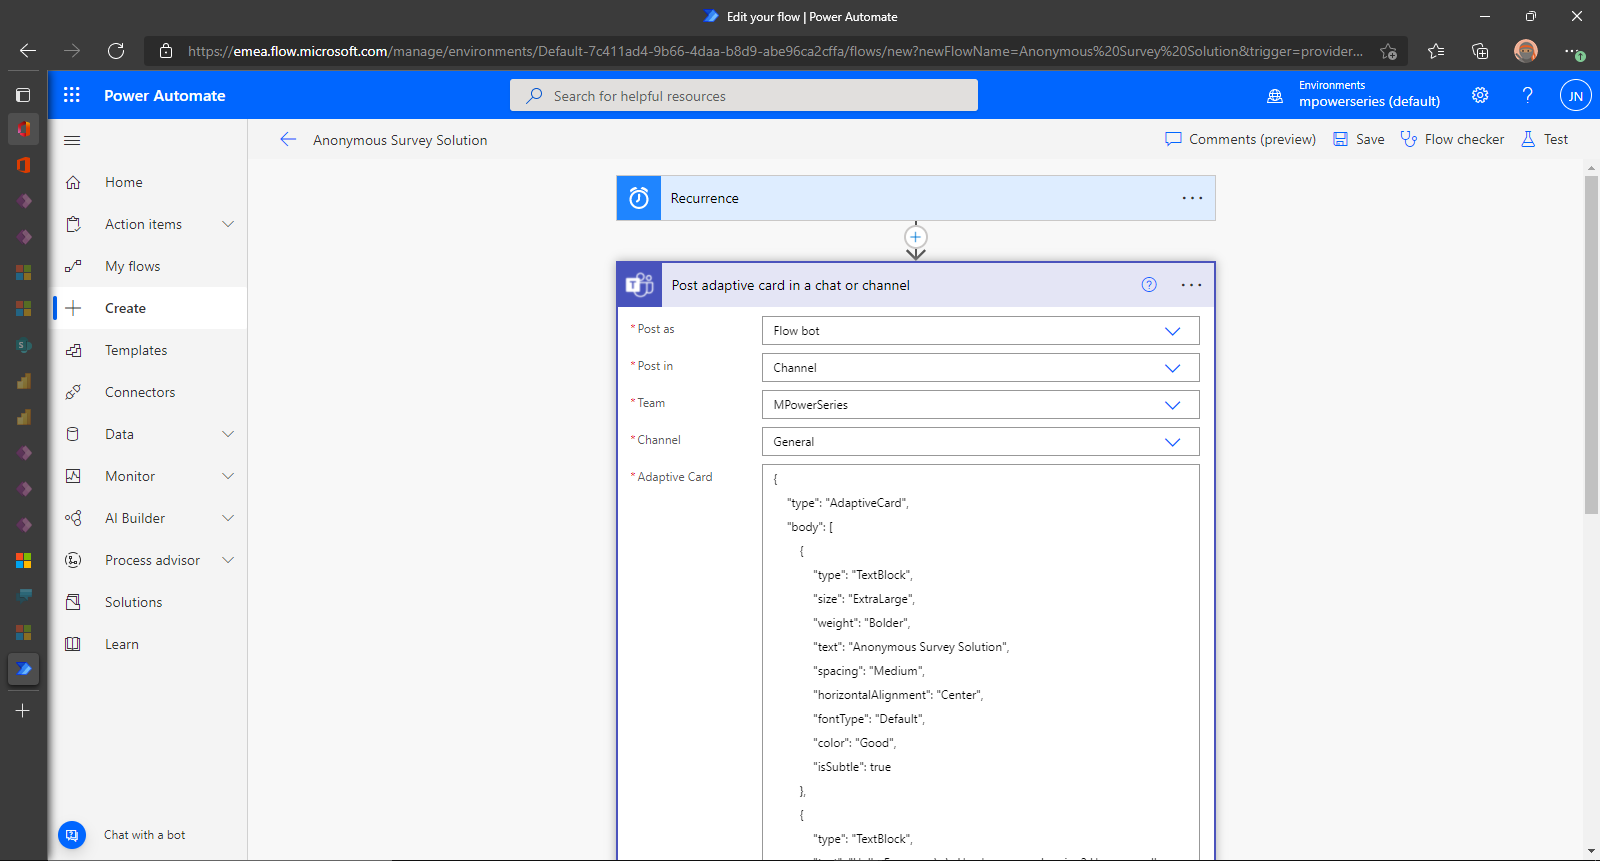 Edit your flow | Power Automate
https://emea.flow.microsoft.com/manage/environments/Default-7c411ad4-9b66-4daa-b8d9-abe96ca2cffa/flows/new?newFlowName=Anonymous%20Survey%20Solution&trigger=provider...
Power Automate
Search for helpful resources
Environments
mpowerseries (default)
JN
Anonymous Survey Solution
Comments (preview)
Save
Flow checker
Test
Home
Action items
My flows
Create
Templates
Connectors
Data
Monitor
AI Builder
Process advisor
Solutions
Learn
Chat with a bot
Recurrence
Post adaptive card in a chat or channel
* Post as
Flow bot
* Post in
Channel
* Team
MPowerSeries
* Channel
General
* Adaptive Card
{
"type": "AdaptiveCard",
"body": [
{
"type": "TextBlock",
"size": "ExtraLarge",
"weight": "Bolder",
"text": "Anonymous Survey Solution",
"spacing": "Medium",
"horizontalAlignment": "Center",
"fontType": "Default",
"color": "Good",
"isSubtle": true
},
{
"type": "TextBlock",